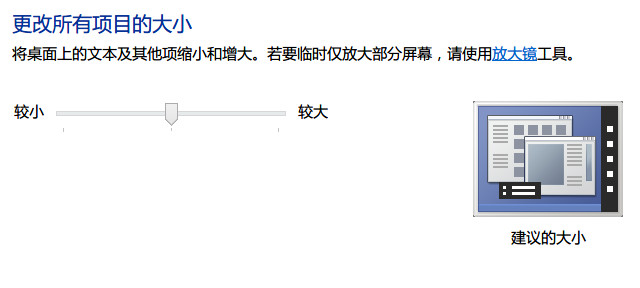 更改所有项目的大小
将桌面上的文本及其他项缩小和增大。若要临时仅放大部分屏幕，请使用放大镜工具。
较小 较大
建议的大小